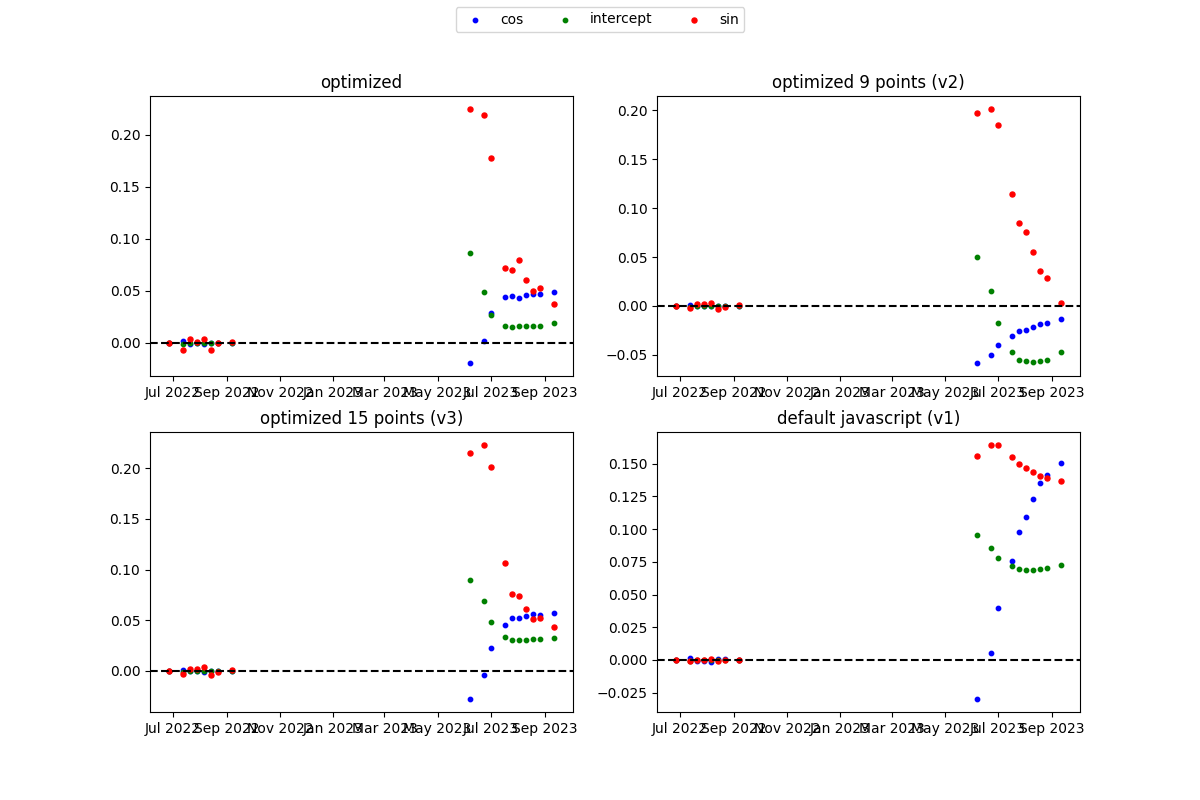 cos intercept sin
optimized
0.20
0.15
0.10
0.05
0.00
Jul 2022 Sep 2022 Nov 2022 Jan 2023 Mar 2023 May 2023 Jul 2023 Sep 2023
optimized 9 points (v2)
0.20
0.15
0.10
0.05
0.00
−0.05
Jul 2022 Sep 2022 Nov 2022 Jan 2023 Mar 2023 May 2023 Jul 2023 Sep 2023
optimized 15 points (v3)
0.20
0.15
0.10
0.05
0.00
Jul 2022 Sep 2022 Nov 2022 Jan 2023 Mar 2023 May 2023 Jul 2023 Sep 2023
default javascript (v1)
0.150
0.125
0.100
0.075
0.050
0.025
0.000
−0.025
Jul 2022 Sep 2022 Nov 2022 Jan 2023 Mar 2023 May 2023 Jul 2023 Sep 2023